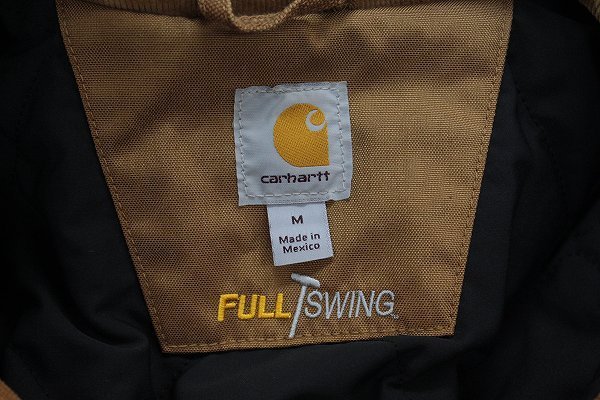 carhartt
M
Made in
Mexico
FULL SWING